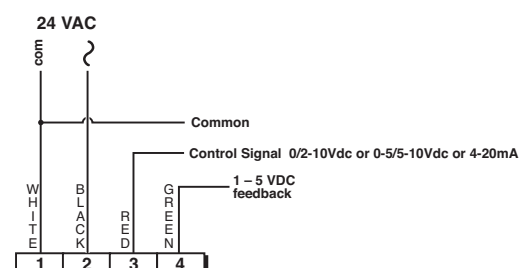 24 VAC
com
Common
Control Signal 0/2-10Vdc or 0-5/5-10Vdc or 4-20mA
1 – 5 VDC
feedback
WHITE
BLACK
RED
GREEN
1 2 3 4